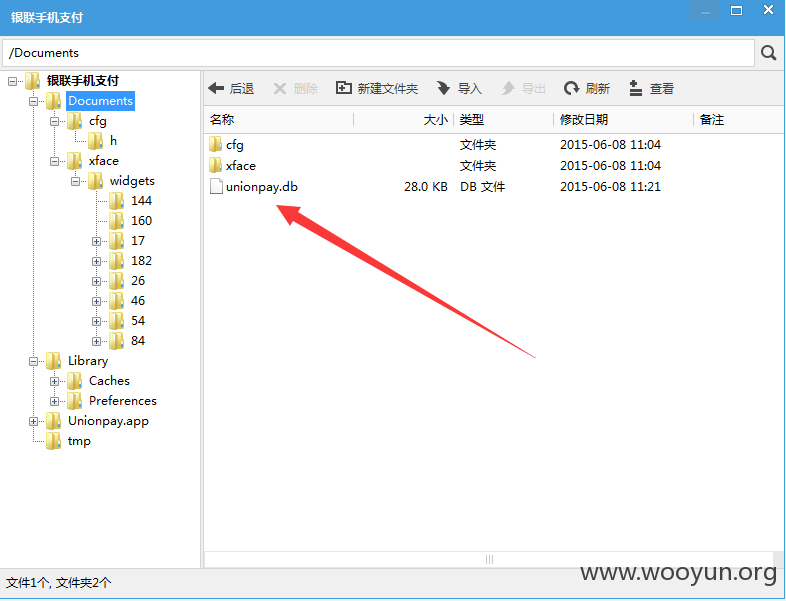 银联手机支付
/Documents
银联手机支付
Documents
cfg
h
xface
widgets
144
160
17
182
26
46
54
84
Library
Caches
Preferences
Unionpay.app
tmp
后退 删除 新建文件夹 导入 导出 刷新 查看
名称 大小 类型 修改日期 备注
cfg 文件夹 2015-06-08 11:04
xface 文件夹 2015-06-08 11:04
unionpay.db 28.0 KB DB 文件 2015-06-08 11:21
文件1个, 文件夹2个
www.wooyun.org